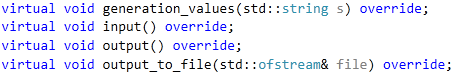 virtual void generation_values(std::string s) override;
virtual void input() override;
virtual void output() override;
virtual void output_to_file(std::ofstream& file) override;